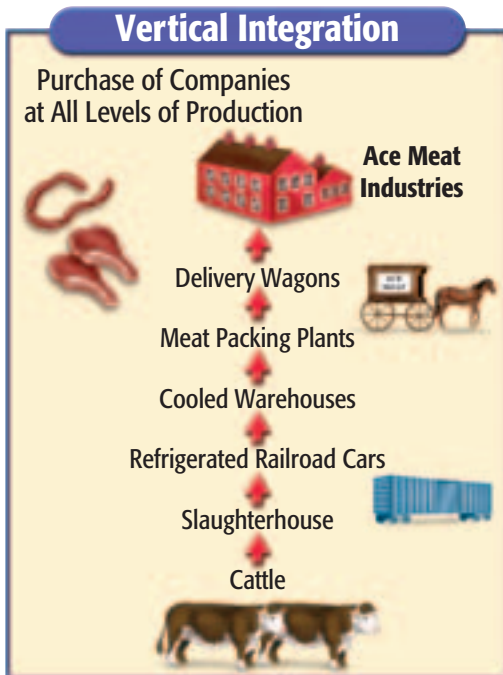 Vertical Integration
Purchase of Companies
at All Levels of Production
Ace Meat
Industries
Delivery Wagons
Meat Packing Plants
Cooled Warehouses
Refrigerated Railroad Cars
Slaughterhouse
Cattle